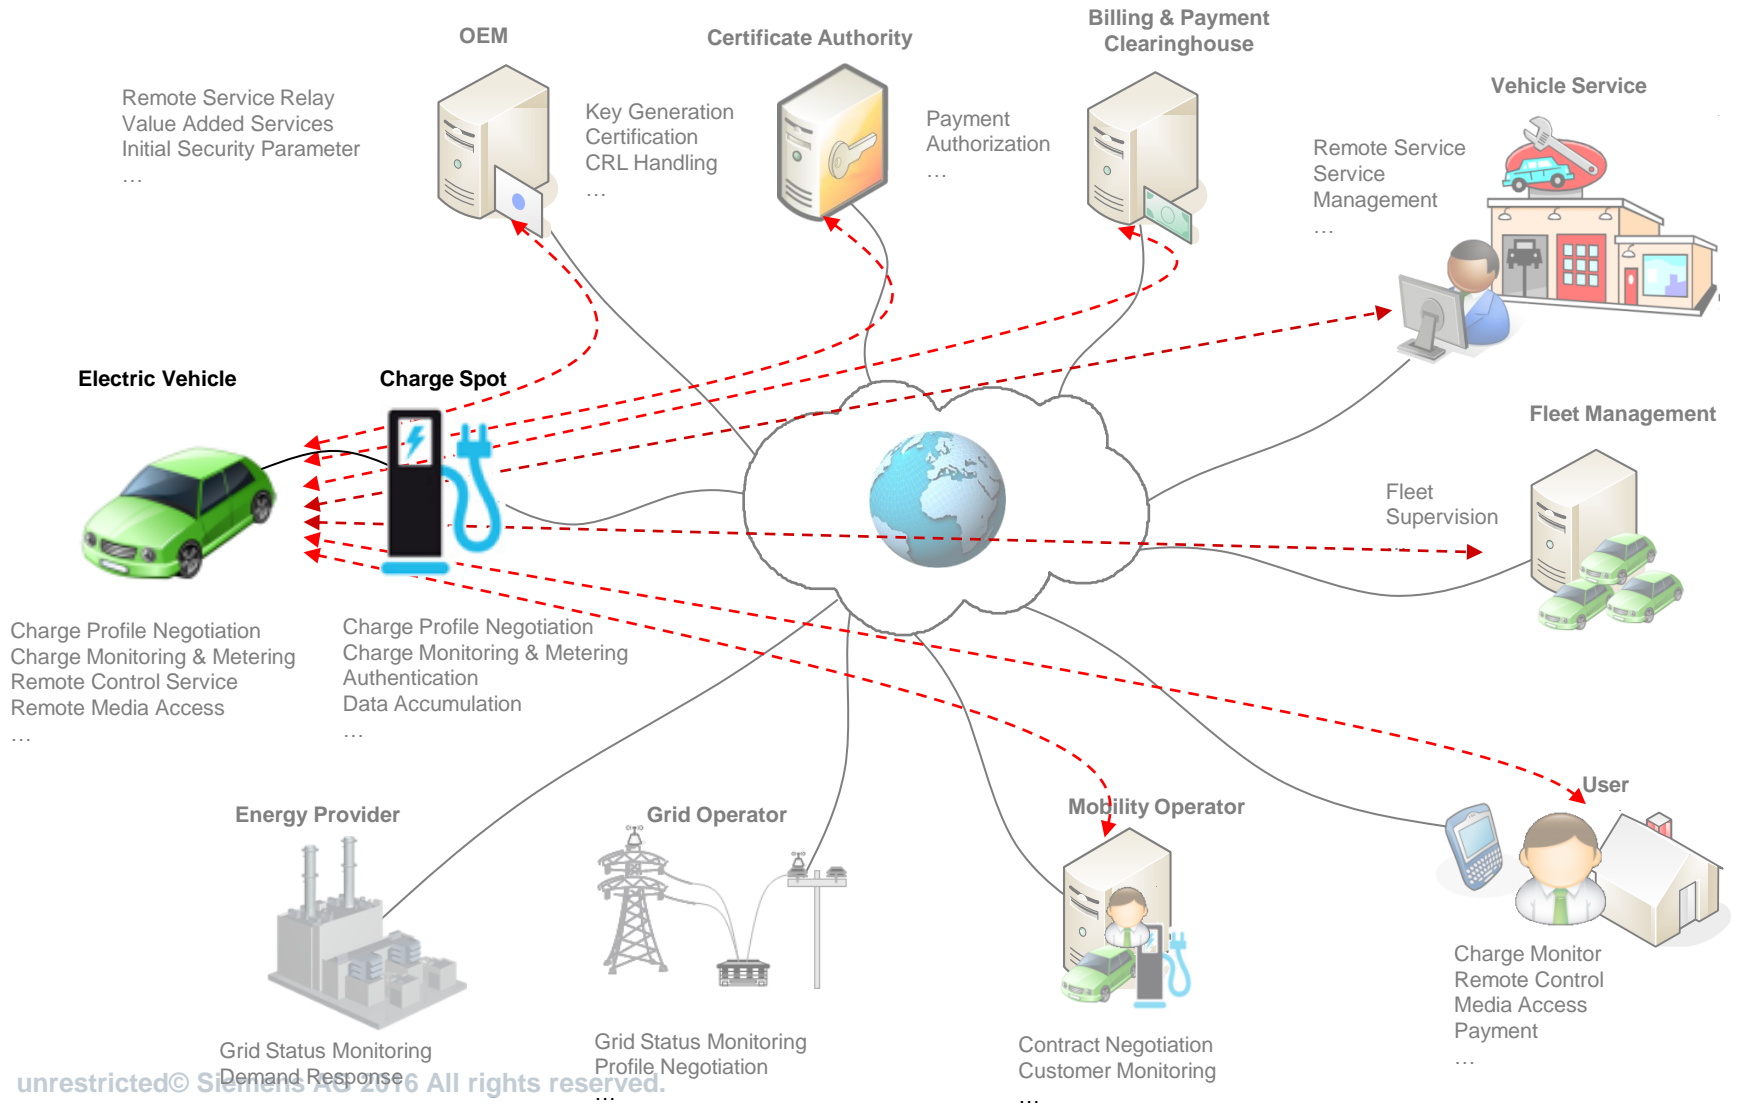 OEM
Remote Service Relay
Value Added Services
Initial Security Parameter
…
Certificate Authority
Key Generation
Certification
CRL Handling
…
Billing & Payment
Clearinghouse
Payment
Authorization
…
Vehicle Service
Remote Service
Service
Management
…
Electric Vehicle
Charge Spot
Fleet Management
Fleet
Supervision
…
Charge Profile Negotiation
Charge Monitoring & Metering
Remote Control Service
Remote Media Access
…
Charge Profile Negotiation
Charge Monitoring & Metering
Authentication
Data Accumulation
…
Energy Provider
Grid Status Monitoring
Demand Response
Grid Operator
Grid Status Monitoring
Profile Negotiation
…
Mobility Operator
Contract Negotiation
Customer Monitoring
…
User
Charge Monitor
Remote Control
Media Access
Payment
…
unrestricted© Siemens AG 2016 All rights reserved.